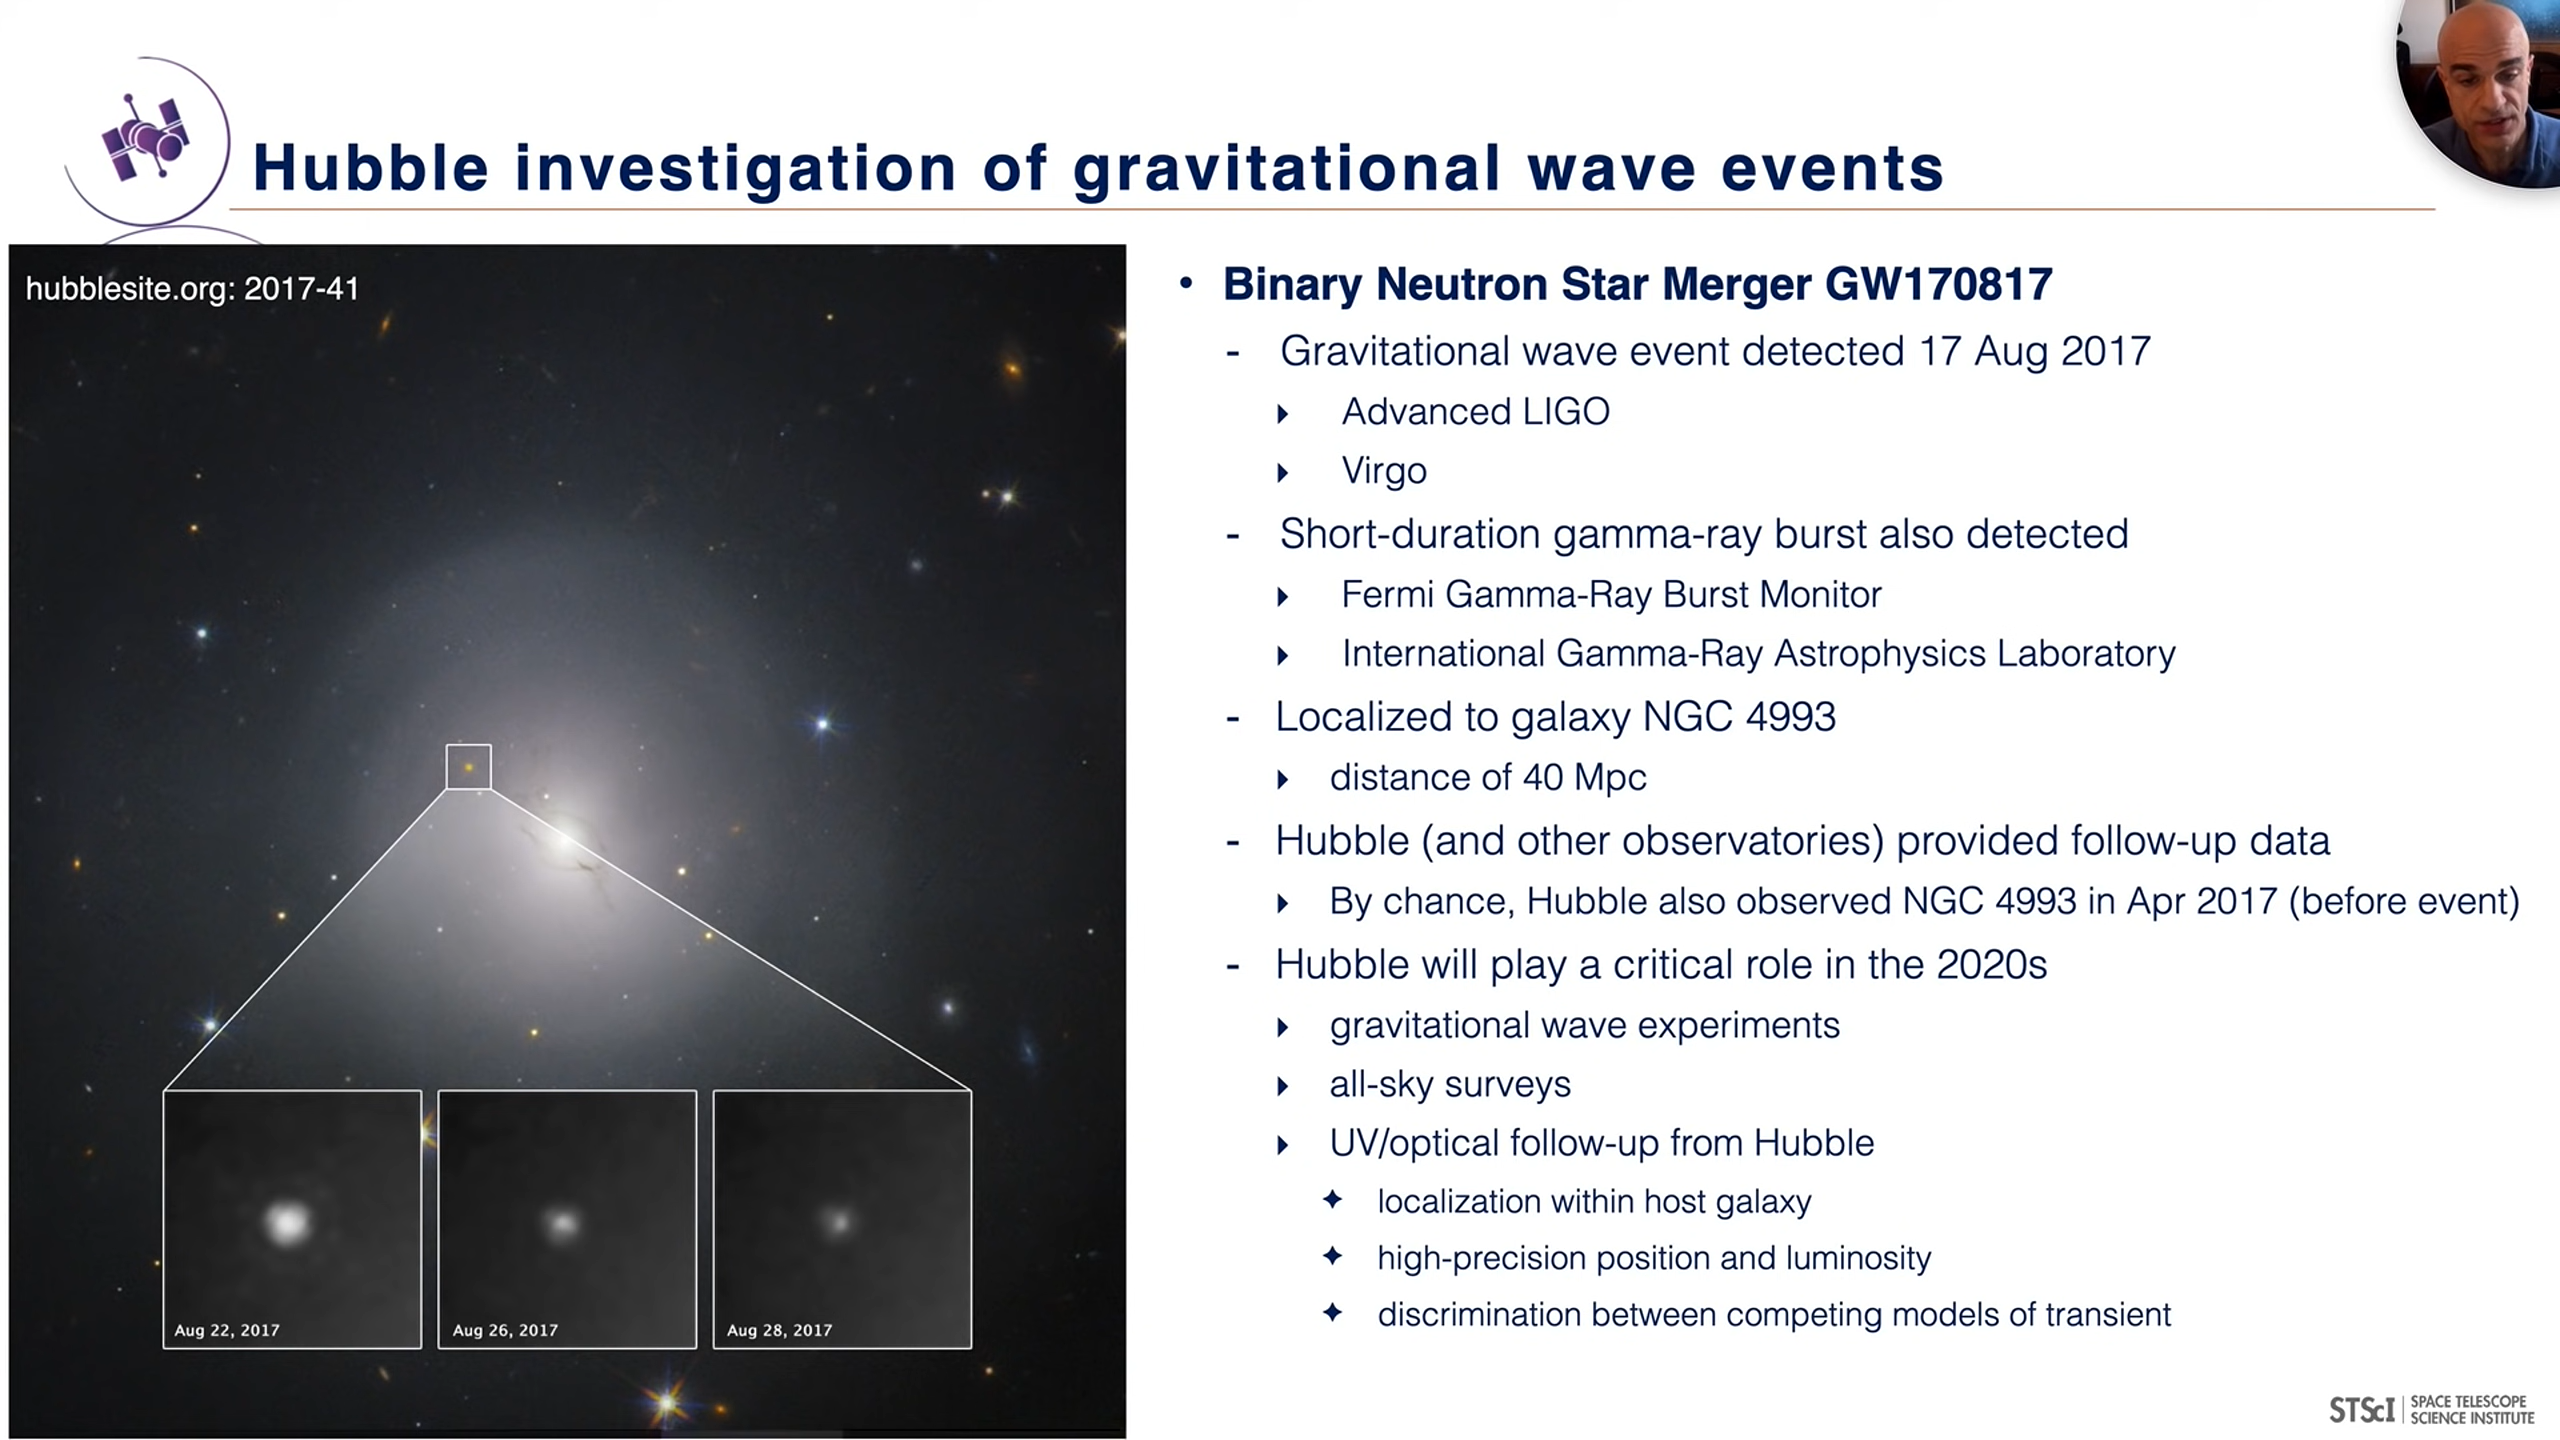 Hubble investigation of gravitational wave events
hubblesite.org: 2017-41
Aug 22, 2017
Aug 26, 2017
Aug 28, 2017
• Binary Neutron Star Merger GW170817
- Gravitational wave event detected 17 Aug 2017
Advanced LIGO
Virgo
- Short-duration gamma-ray burst also detected
Fermi Gamma-Ray Burst Monitor
International Gamma-Ray Astrophysics Laboratory
- Localized to galaxy NGC 4993
distance of 40 Mpc
- Hubble (and other observatories) provided follow-up data
By chance, Hubble also observed NGC 4993 in Apr 2017 (before event)
- Hubble will play a critical role in the 2020s
gravitational wave experiments
all-sky surveys
UV/optical follow-up from Hubble
localization within host galaxy
high-precision position and luminosity
discrimination between competing models of transient
STScI | SPACE TELESCOPE
SCIENCE INSTITUTE